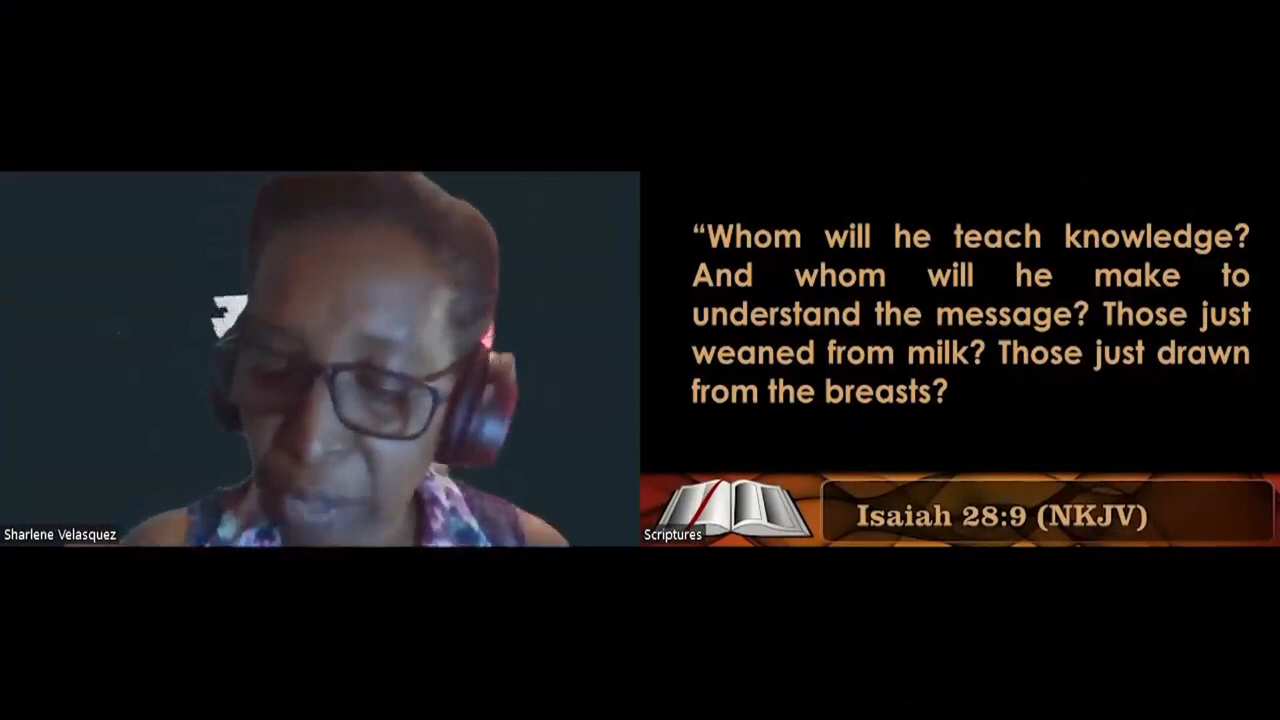 “Whom will he teach knowledge?
And whom will he make to
understand the message? Those just
weaned from milk? Those just drawn
from the breasts?
Isaiah 28:9 (NKJV)
Sharlene Velasquez
Scriptures